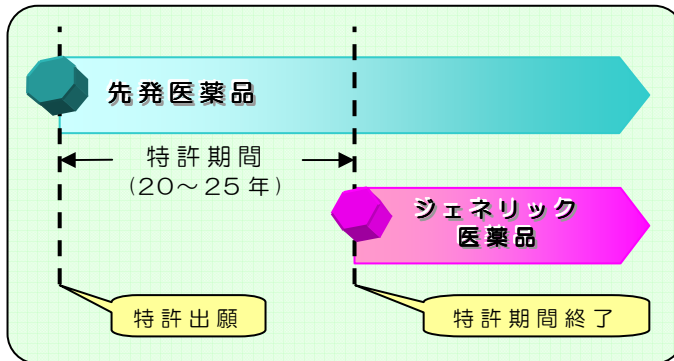 先発医薬品
特許期間
(20～25年)
ジェネリック
医薬品
特許出願
特許期間終了